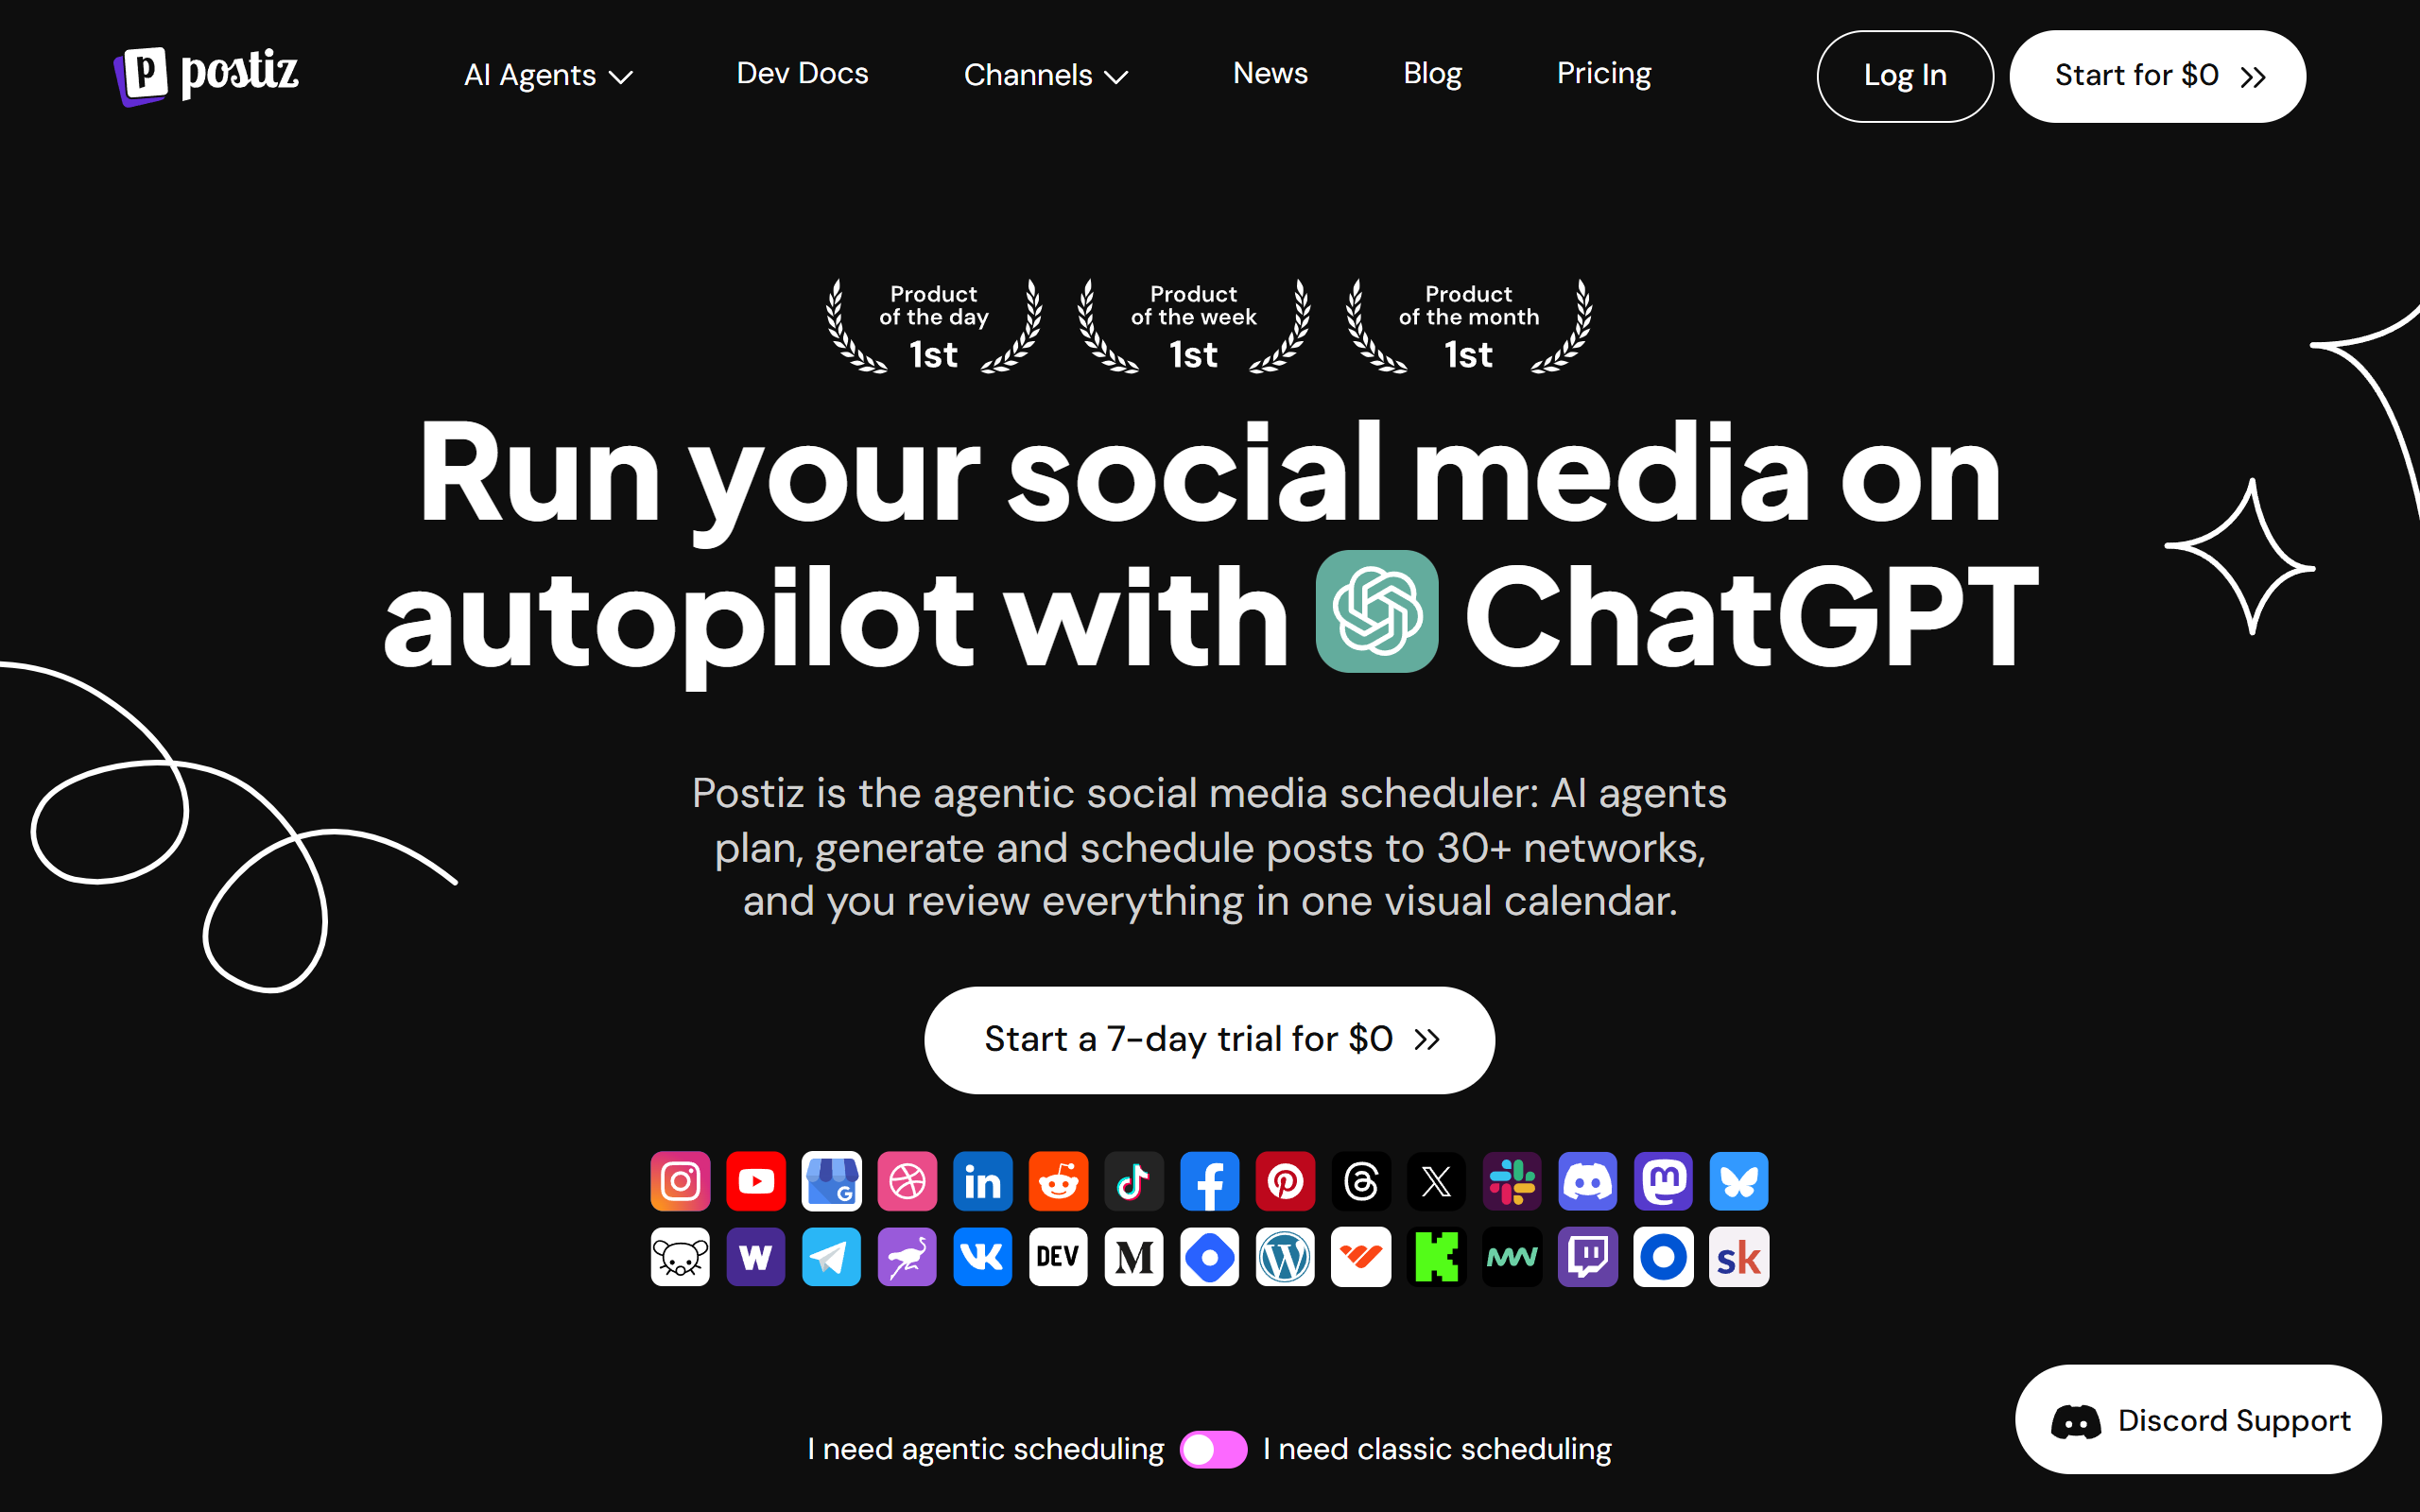 p postiz
AI Agents
Dev Docs
Channels
News
Blog
Pricing
Log In
Start for $0
Product
of the day
1st
Product
of the week
1st
Product
of the month
1st
Run your social media on
autopilot with ChatGPT
Postiz is the agentic social media scheduler: AI agents
plan, generate and schedule posts to 30+ networks,
and you review everything in one visual calendar.
Start a 7-day trial for $0
in
G
W
DEV
M
sk
I need agentic scheduling
I need classic scheduling
Discord Support